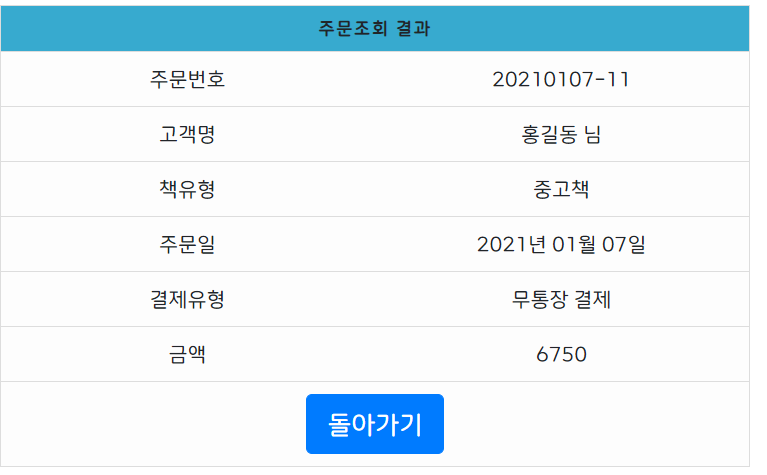 주문조회 결과
주문번호 20210107-11
고객명 홍길동 님
책유형 중고책
주문일 2021년 01월 07일
결제유형 무통장 결제
금액 6750
돌아가기